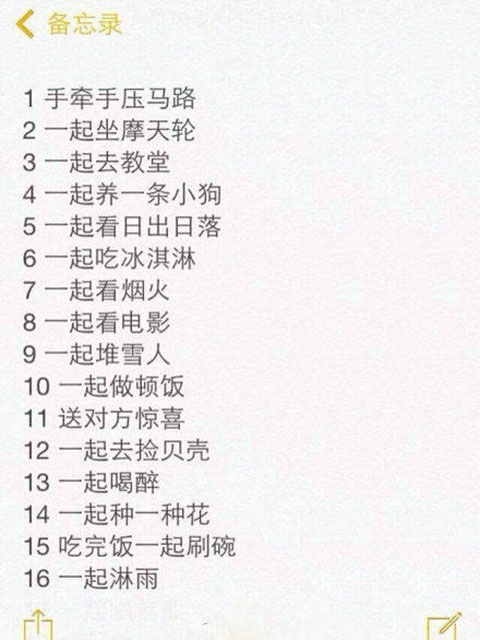 备忘录
1 手牵手压马路
2 一起坐摩天轮
3 一起去教堂
4 一起养一条小狗
5 一起看日出日落
6 一起吃冰淇淋
7 一起看烟火
8 一起看电影
9 一起堆雪人
10 一起做顿饭
11 送对方惊喜
12 一起去捡贝壳
13 一起喝醉
14 一起种一种花
15 吃完饭一起刷碗
16 一起淋雨